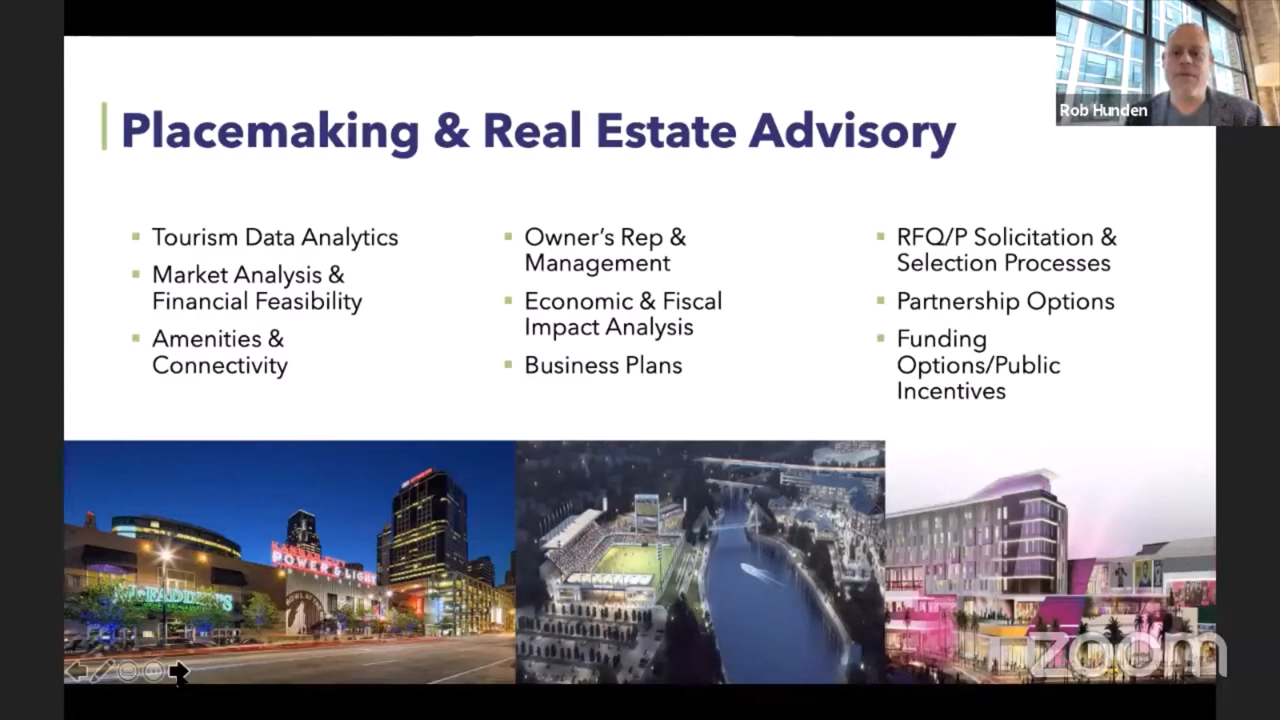 Rob Hunden
Placemaking & Real Estate Advisory
Tourism Data Analytics
Market Analysis &
Financial Feasibility
Amenities &
Connectivity
Owner's Rep &
Management
Economic & Fiscal
Impact Analysis
Business Plans
RFQ/P Solicitation &
Selection Processes
Partnership Options
Funding
Options/Public
Incentives
McFADDEN'S
POWER & LIGHT
zoom